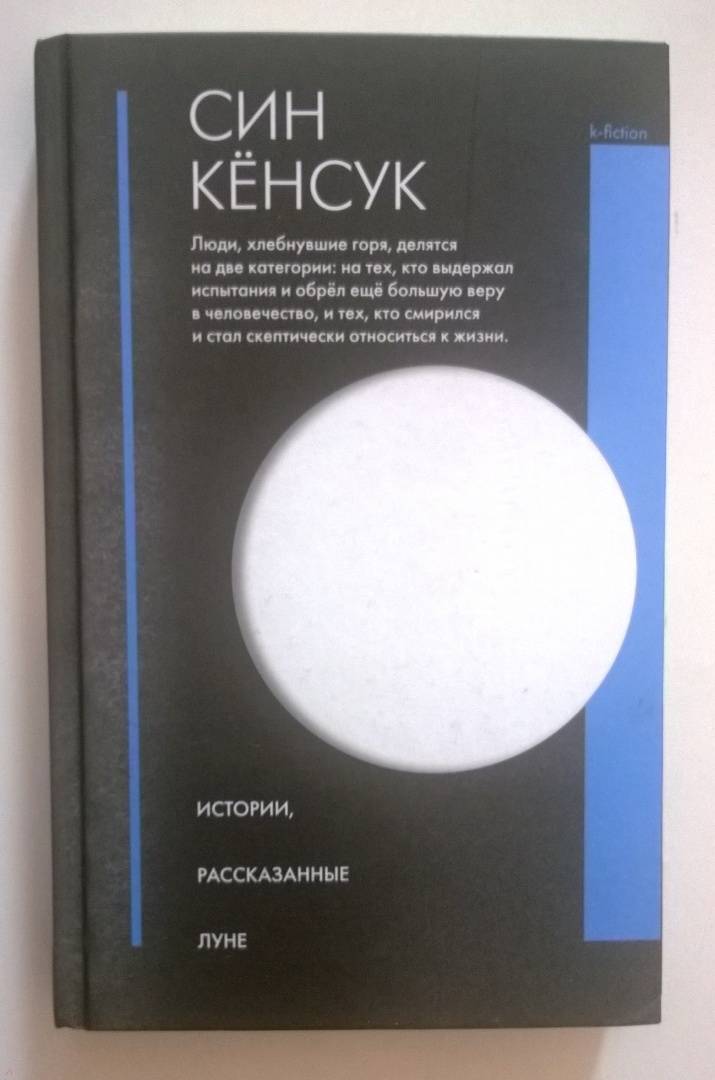 СИН
КЁНСУК
k-fiction
Люди, хлебнувшие горя, делятся
на две категории: на тех, кто выдержал
испытания и обрёл ещё большую веру
в человечество, и тех, кто смирился
и стал скептически относиться к жизни.
ИСТОРИИ,
РАССКАЗАННЫЕ
ЛУНЕ